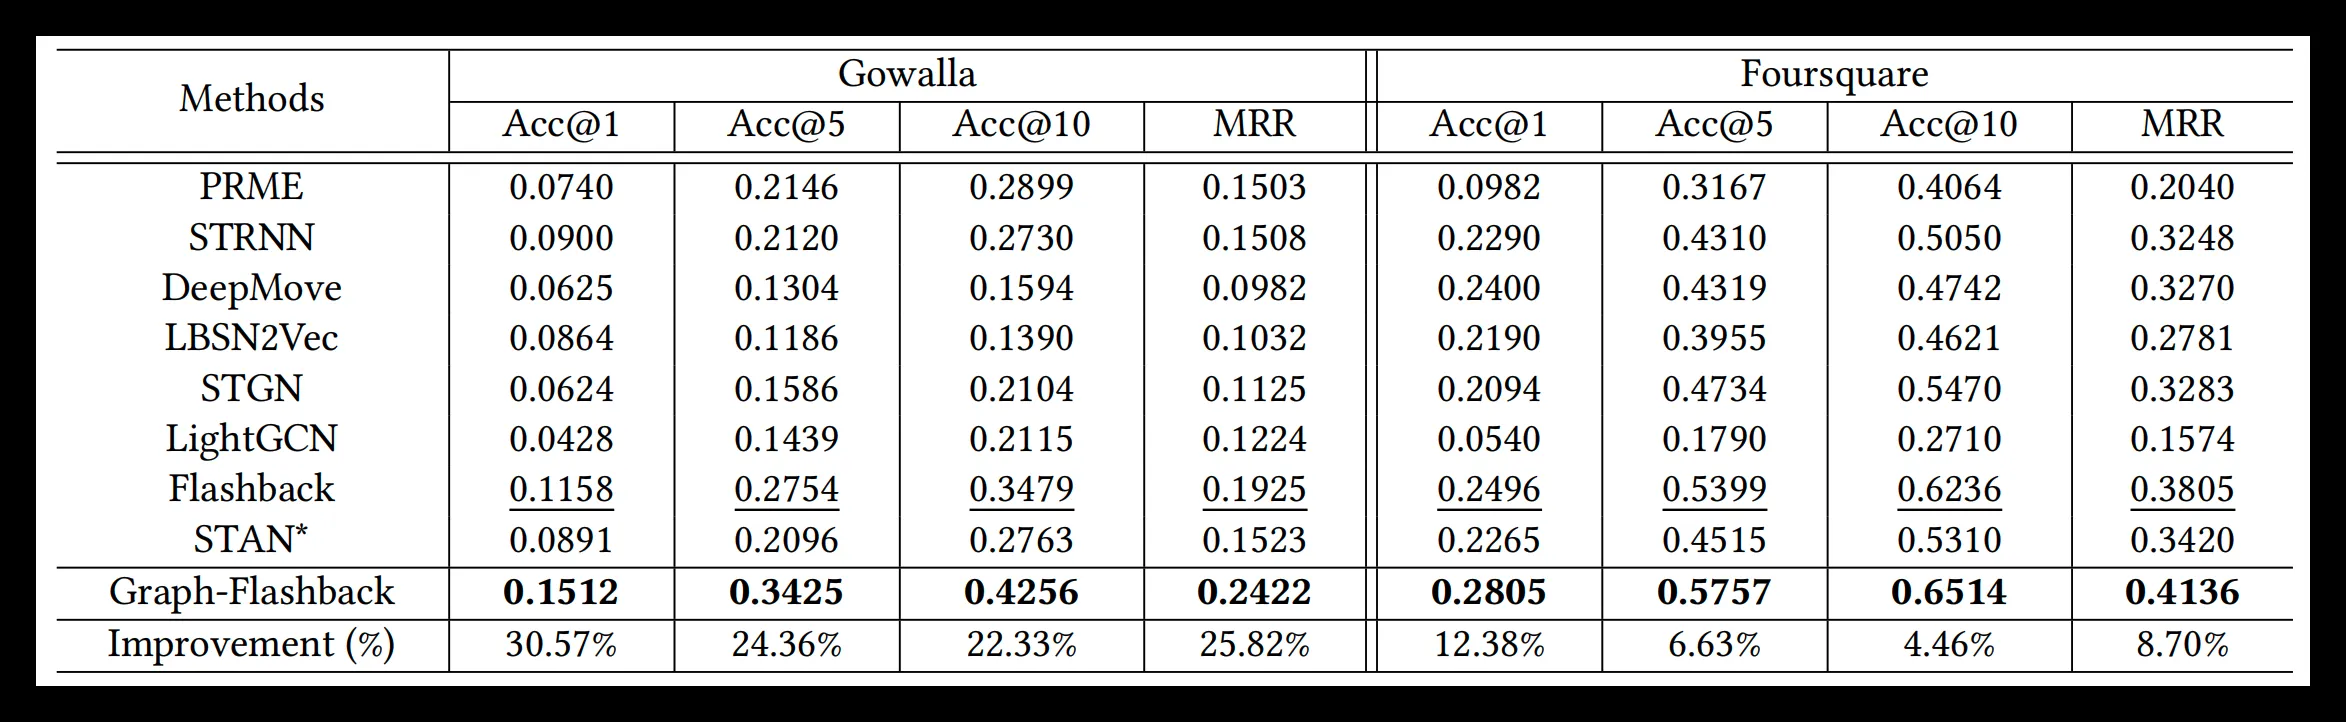 Methods Gowalla Foursquare
Acc@1 Acc@5 Acc@10 MRR Acc@1 Acc@5 Acc@10 MRR
PRME 0.0740 0.2146 0.2899 0.1503 0.0982 0.3167 0.4064 0.2040
STRNN 0.0900 0.2120 0.2730 0.1508 0.2290 0.4310 0.5050 0.3248
DeepMove 0.0625 0.1304 0.1594 0.0982 0.2400 0.4319 0.4742 0.3270
LBSN2Vec 0.0864 0.1186 0.1390 0.1032 0.2190 0.3955 0.4621 0.2781
STGN 0.0624 0.1586 0.2104 0.1125 0.2094 0.4734 0.5470 0.3283
LightGCN 0.0428 0.1439 0.2115 0.1224 0.0540 0.1790 0.2710 0.1574
Flashback 0.1158 0.2754 0.3479 0.1925 0.2496 0.5399 0.6236 0.3805
STAN* 0.0891 0.2096 0.2763 0.1523 0.2265 0.4515 0.5310 0.3420
Graph-Flashback 0.1512 0.3425 0.4256 0.2422 0.2805 0.5757 0.6514 0.4136
Improvement (%) 30.57% 24.36% 22.33% 25.82% 12.38% 6.63% 4.46% 8.70%